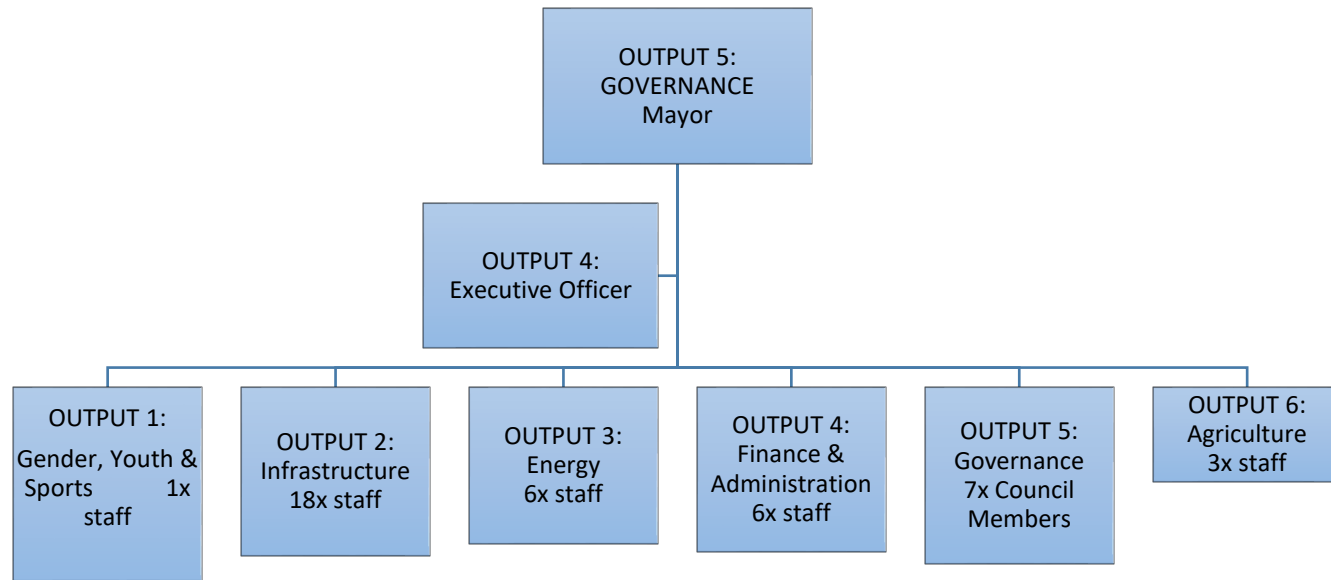 OUTPUT 5:
GOVERNANCE
Mayor
OUTPUT 4:
Executive Officer
OUTPUT 1:
Gender, Youth &
Sports 1x
staff
OUTPUT 2:
Infrastructure
18x staff
OUTPUT 3:
Energy
6x staff
OUTPUT 4:
Finance &
Administration
6x staff
OUTPUT 5:
Governance
7x Council
Members
OUTPUT 6:
Agriculture
3x staff